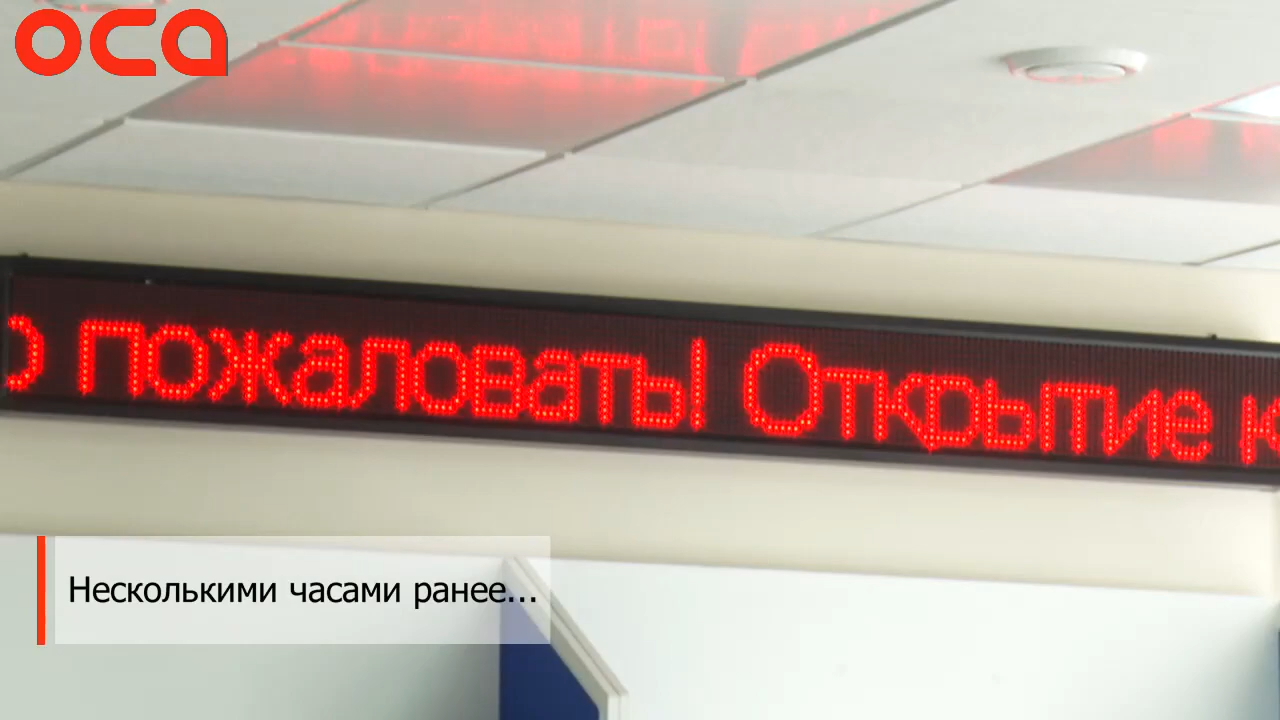 оса
о пожаловать! Открытие к
Несколькими часами ранее...